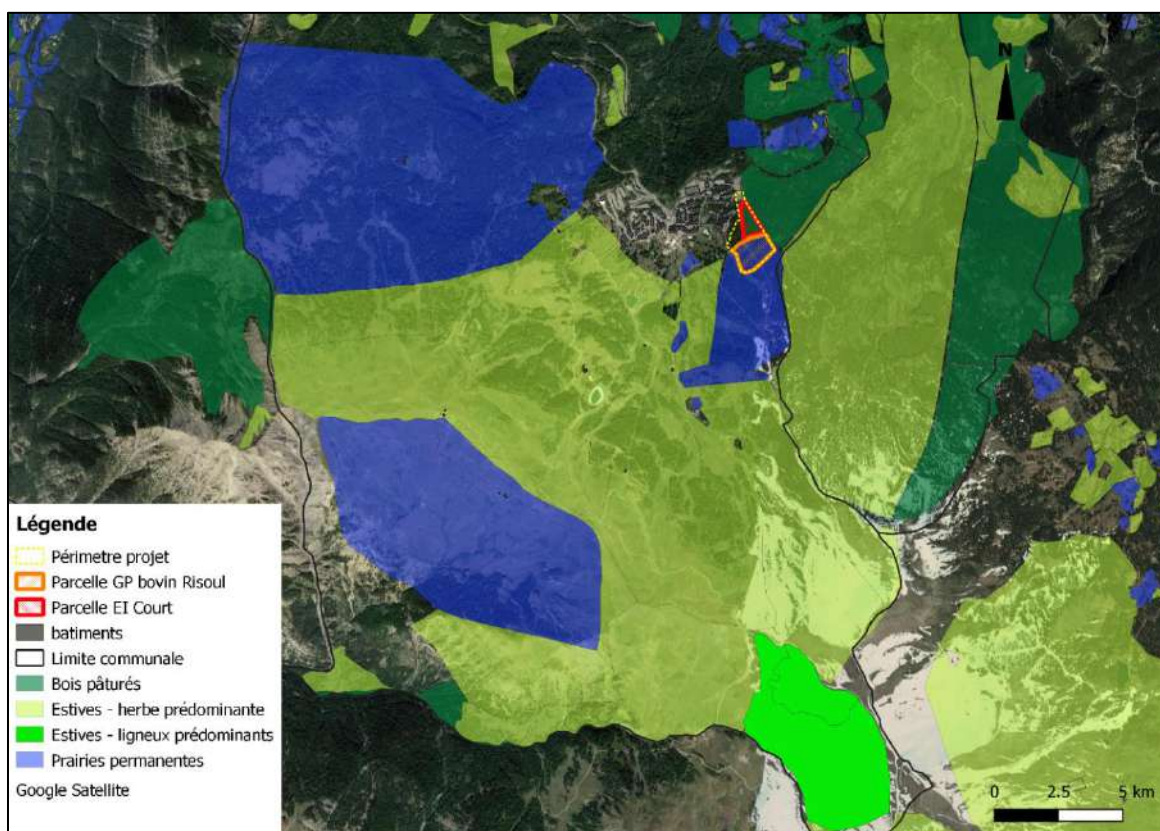 N
Légende
Périmetre projet
Parcelle GP bovin Risoul
Parcelle EI Court
batiments
Limite communale
Bois pâturés
Estives - herbe prédominante
Estives - ligneux prédominants
Prairies permanentes
Google Satellite
0 2.5 5 km